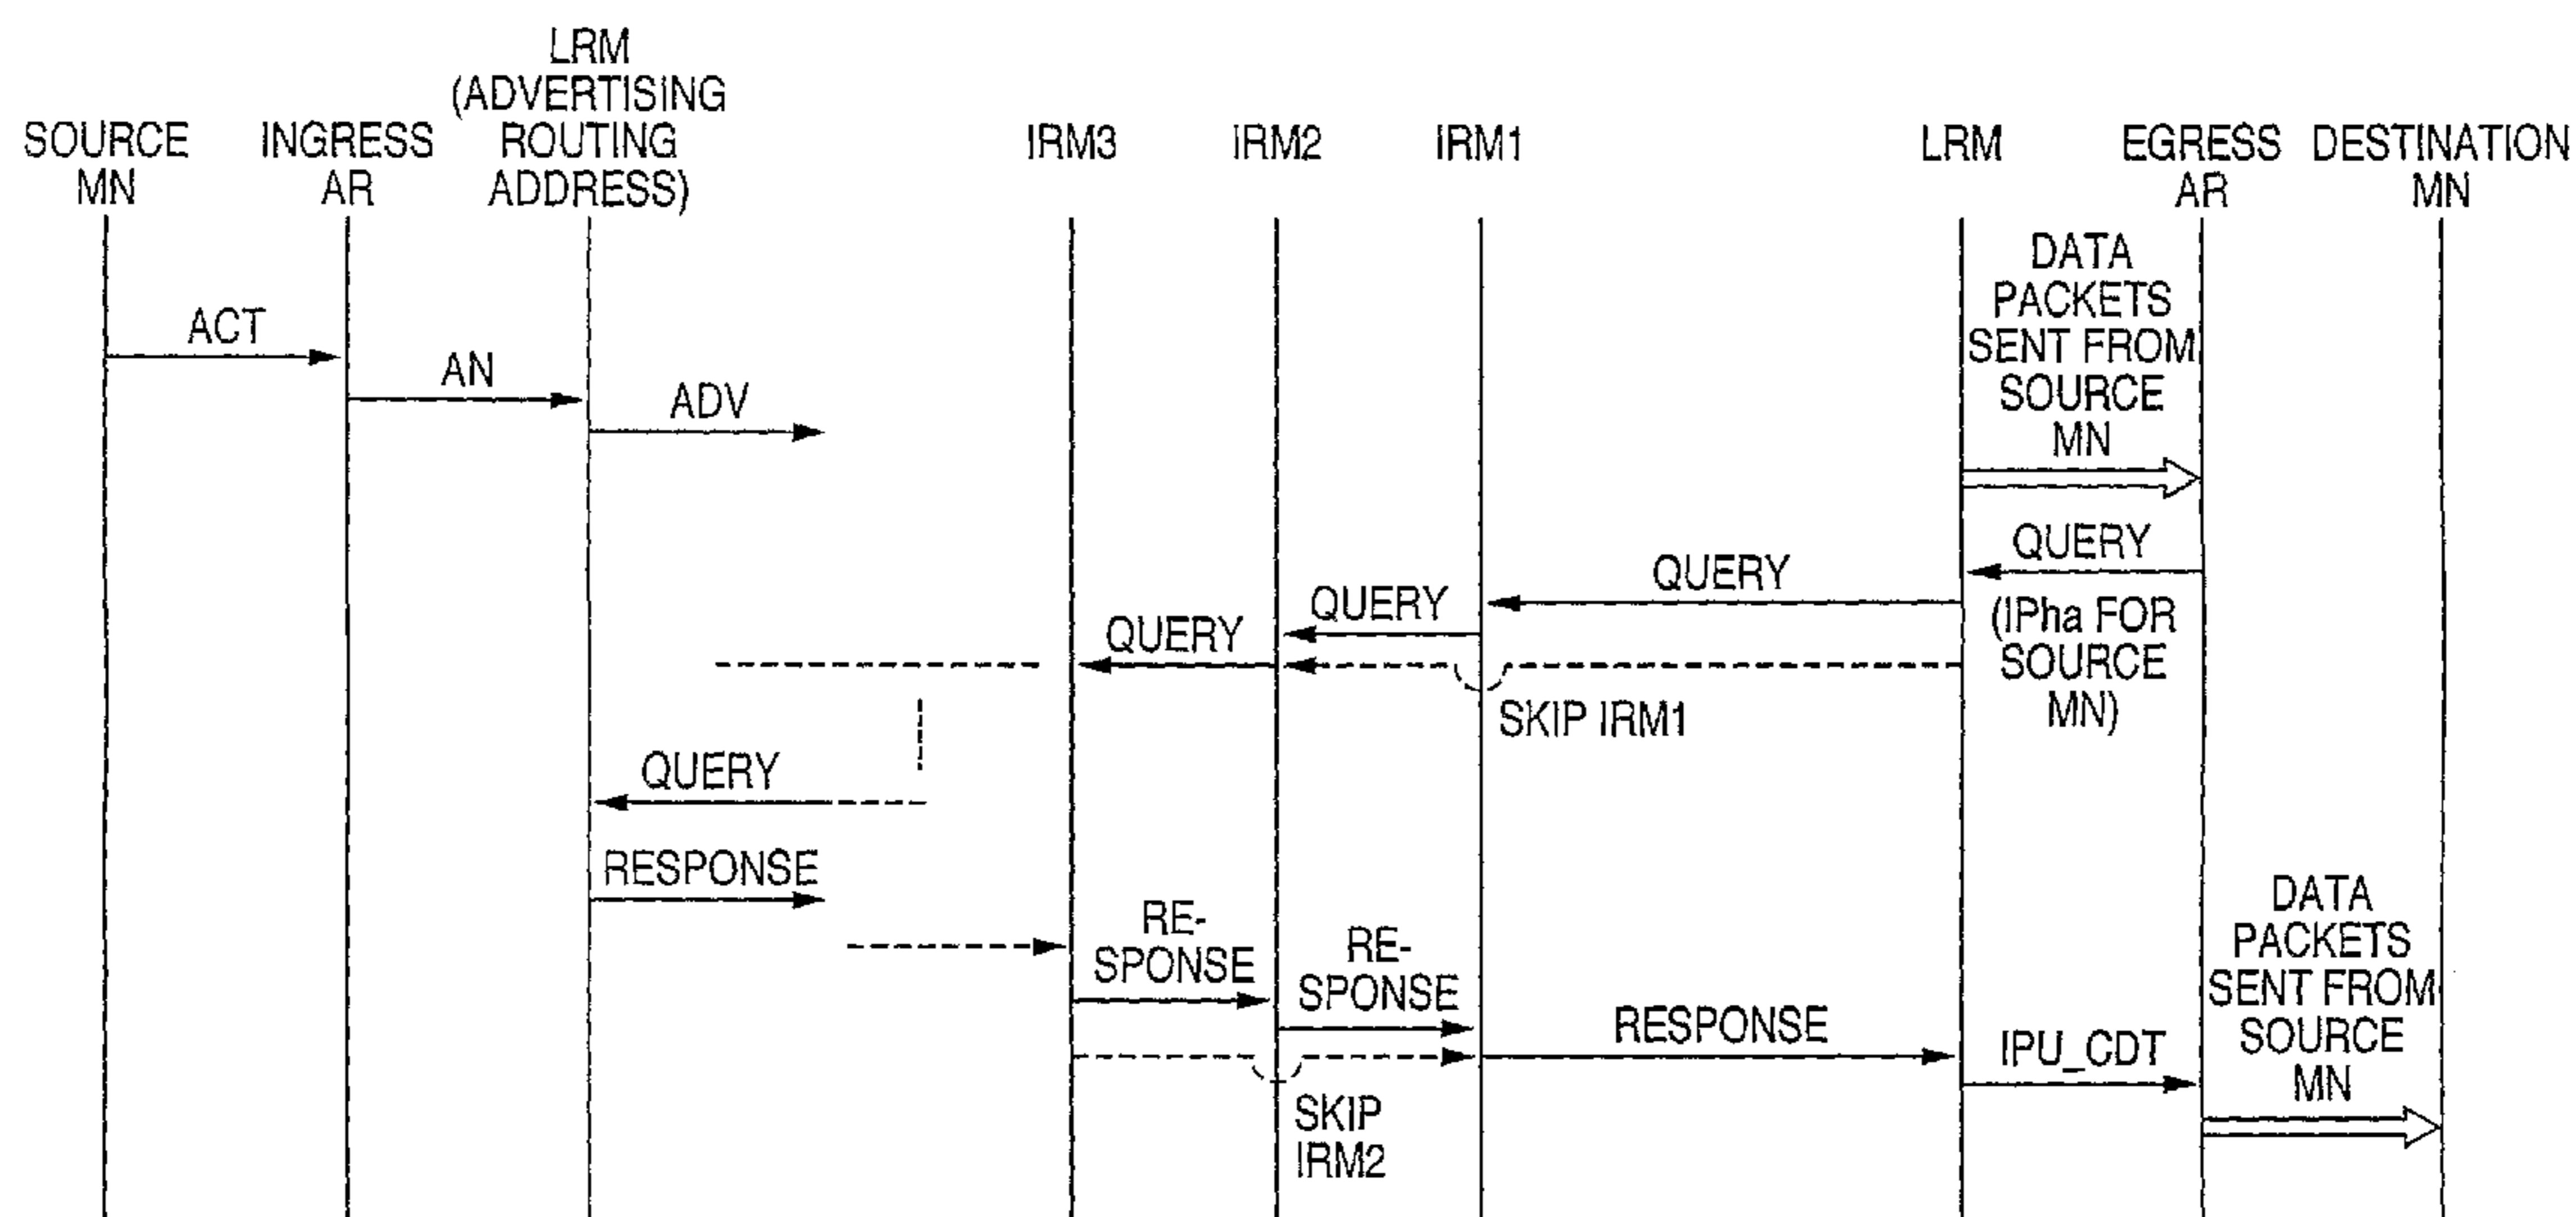 SOURCE
MN
INGRESS
AR
LRM
(ADVERTISING
ROUTING
ADDRESS)
IRM3
IRM2
IRM1
LRM
EGRESS
AR
DESTINATION
MN
ACT
AN
ADV
DATA
PACKETS
SENT FROM
SOURCE
MN
QUERY
QUERY
QUERY
QUERY
(IPha FOR
SOURCE
MN)
SKIP IRM1
QUERY
RESPONSE
RE-
SPONSE
RE-
SPONSE
RESPONSE
SKIP
IRM2
IPU_CDT
DATA
PACKETS
SENT FROM
SOURCE
MN